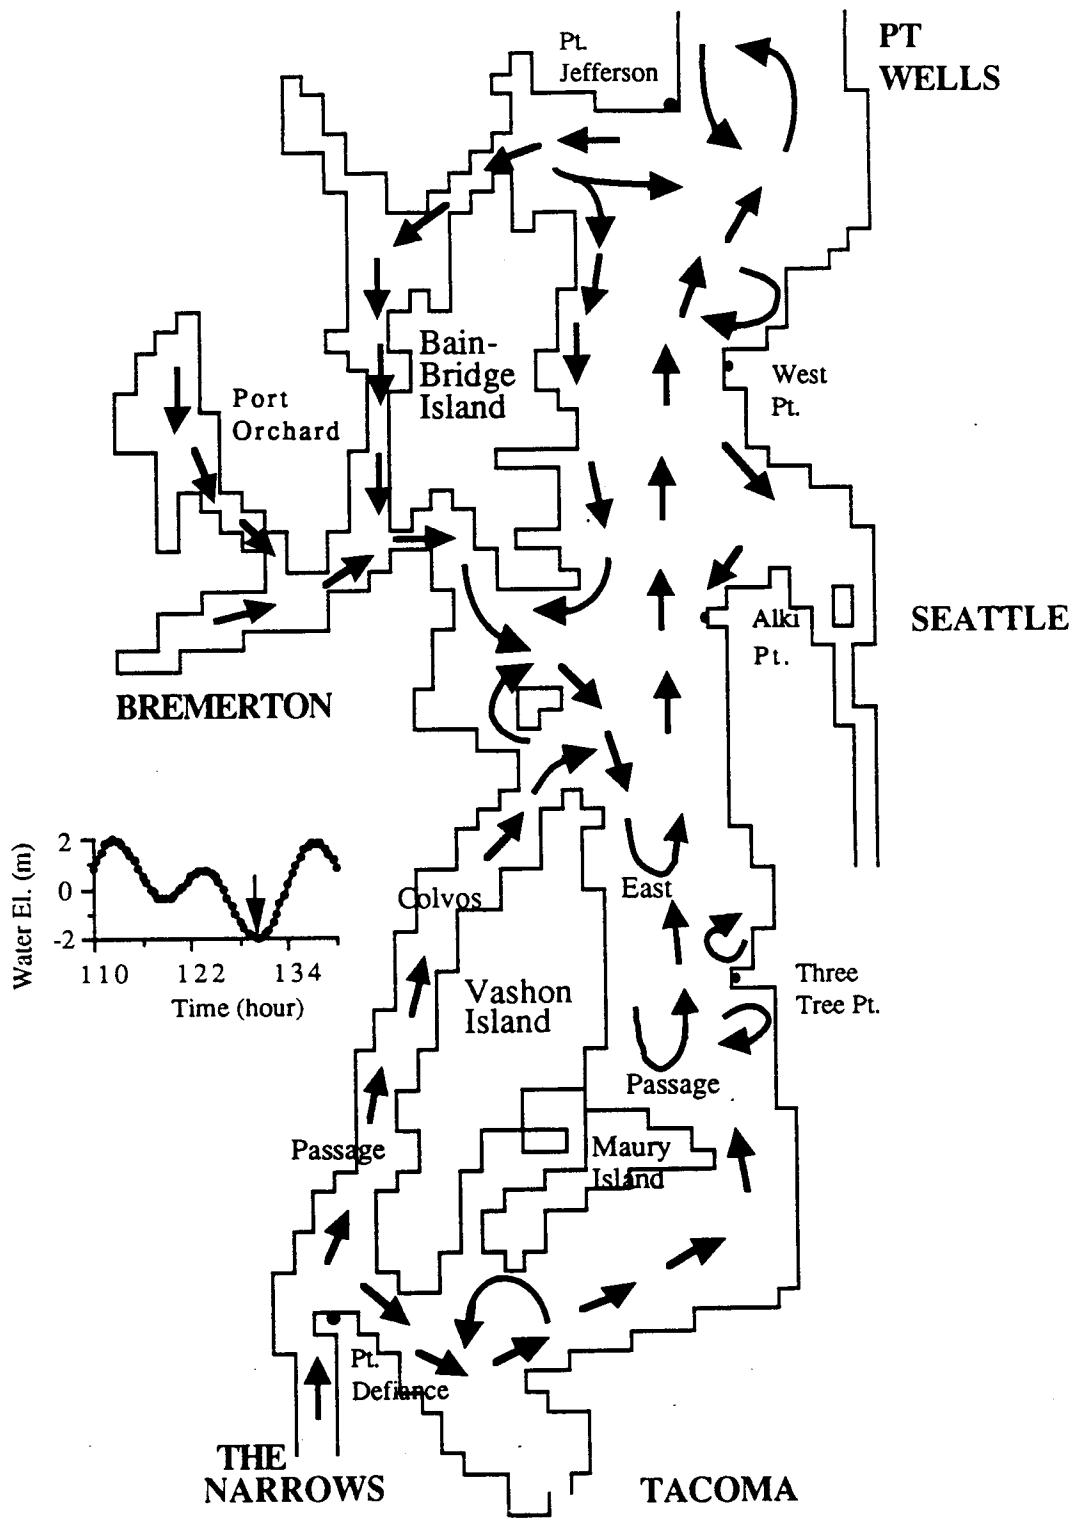 Pt.
Jefferson
PT
WELLS
Bain-
Bridge
Island
West
Pt.
Port
Orchard
Alki
Pt.
SEATTLE
BREMERTON
Water El. (m)
2
0
-2
110 122 134
Time (hour)
East
Colvos
Vashon
Island
Three
Tree Pt.
Passage
Passage
Maury
Island
Pt.
Defiance
THE
NARROWS
TACOMA